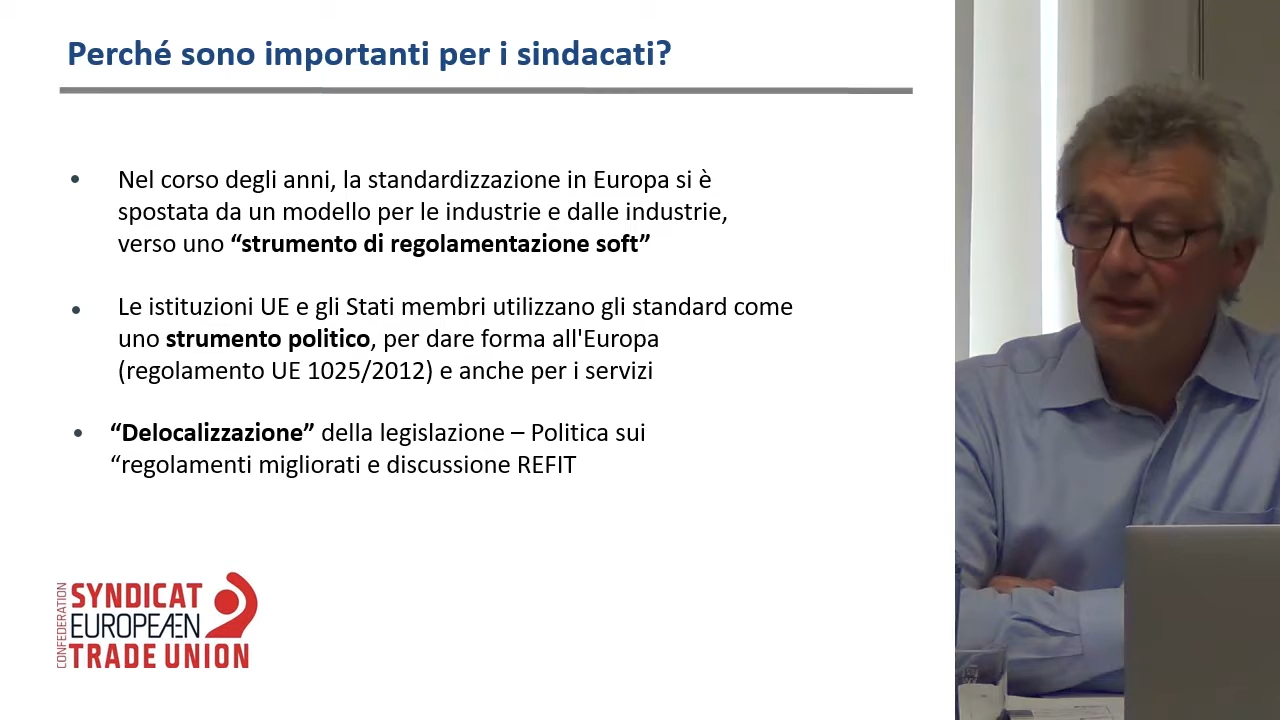 Perché sono importanti per i sindacati?
• Nel corso degli anni, la standardizzazione in Europa si è
spostata da un modello per le industrie e dalle industrie,
verso uno “strumento di regolamentazione soft”
• Le istituzioni UE e gli Stati membri utilizzano gli standard come
uno strumento politico, per dare forma all'Europa
(regolamento UE 1025/2012) e anche per i servizi
• “Delocalizzazione” della legislazione – Politica sui
“regolamenti migliorati e discussione REFIT
CONFEDERATION
SYNDICAT
EUROPEÆN
TRADE UNION